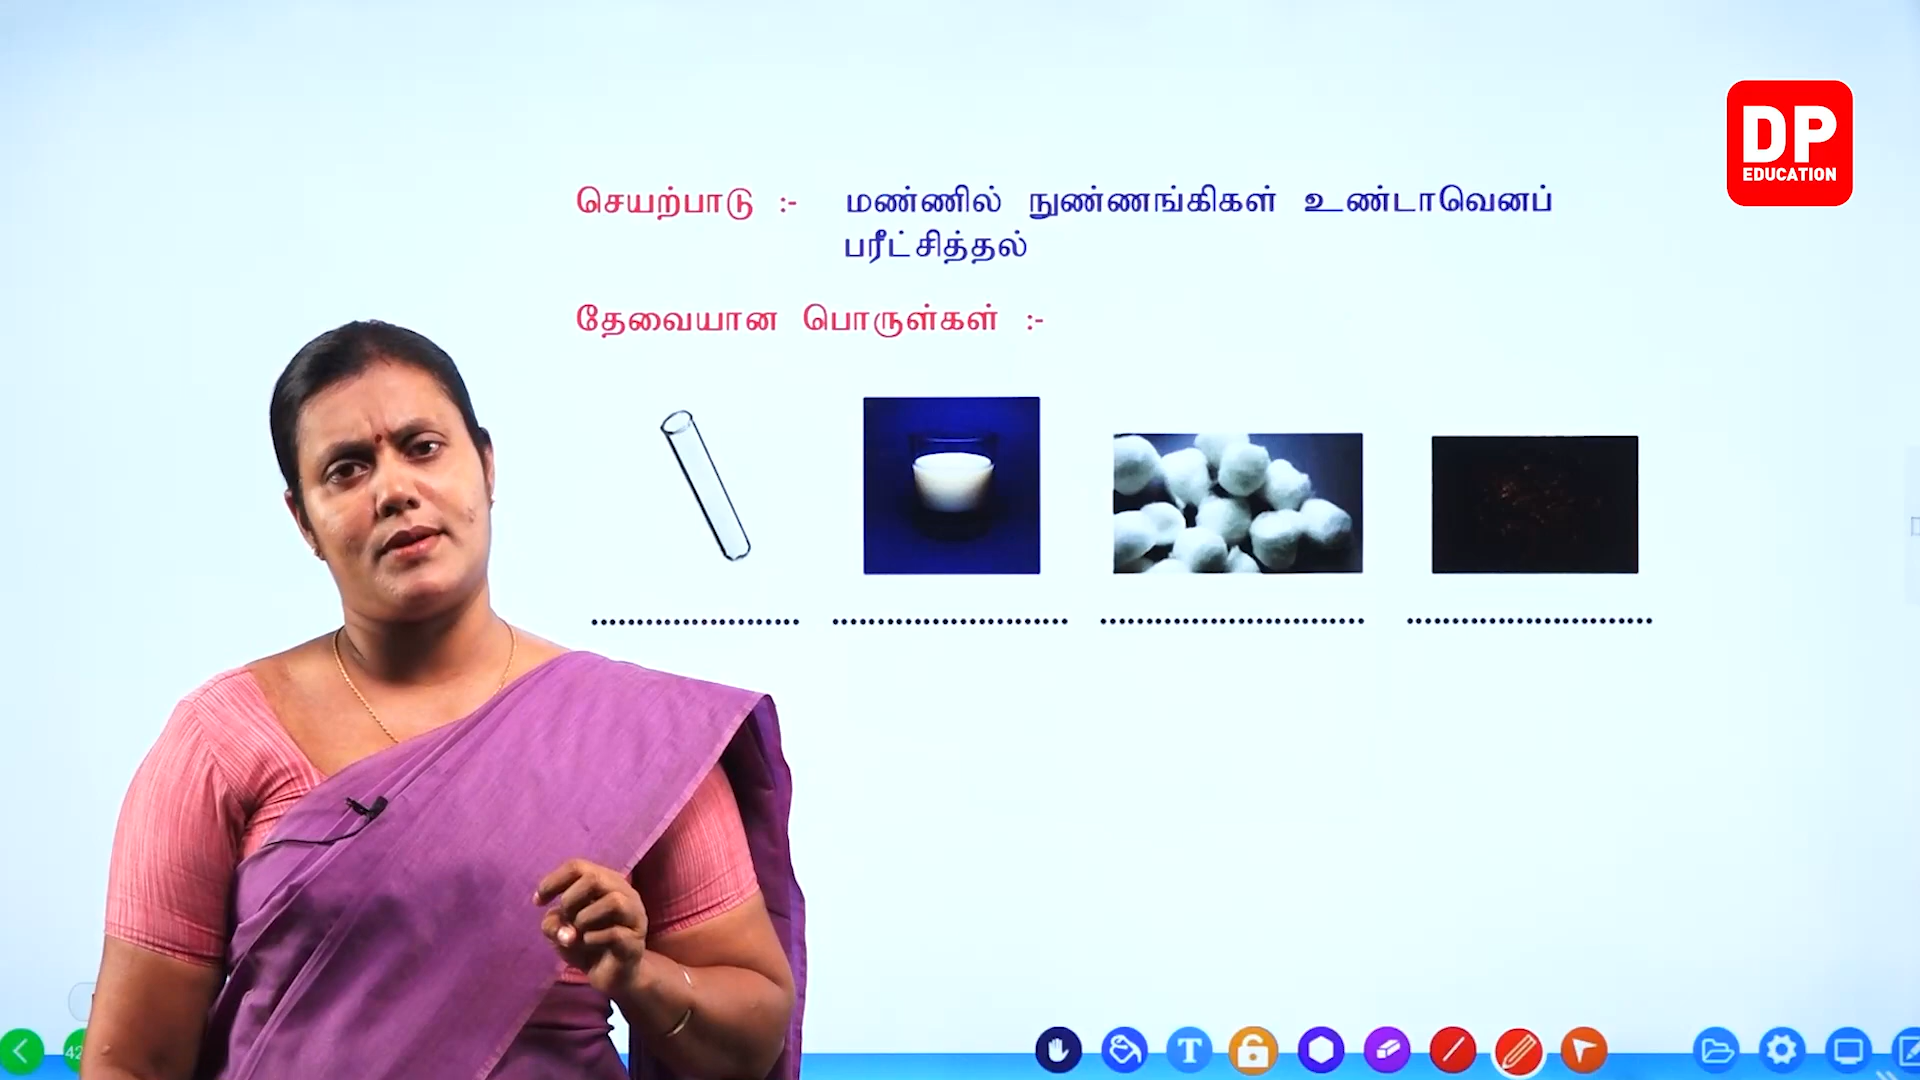 DP
EDUCATION
செயற்பாடு :- மண்ணில் நுண்ணங்கிகள் உண்டாவெனப்
பரீட்சித்தல்
தேவையான பொருள்கள் :-
....................... .......................... ............................. ...........................
T